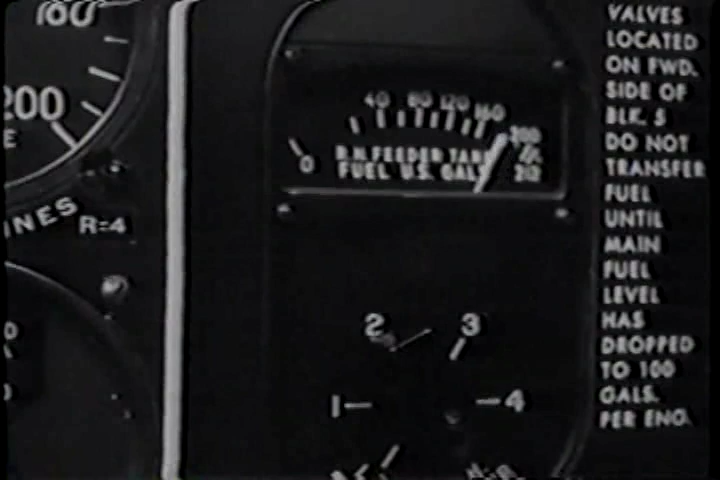 160
200
E
INES R=4
0
40 80 120 160 200
0 212
R.H. FEEDER TANK
FUEL U.S. GALS
2 3
1 4
VALVES
LOCATED
ON FWD.
SIDE OF
BLK. 5
DO NOT
TRANSFER
FUEL
UNTIL
MAIN
FUEL
LEVEL
HAS
DROPPED
TO 100
GALS.
PER ENG.